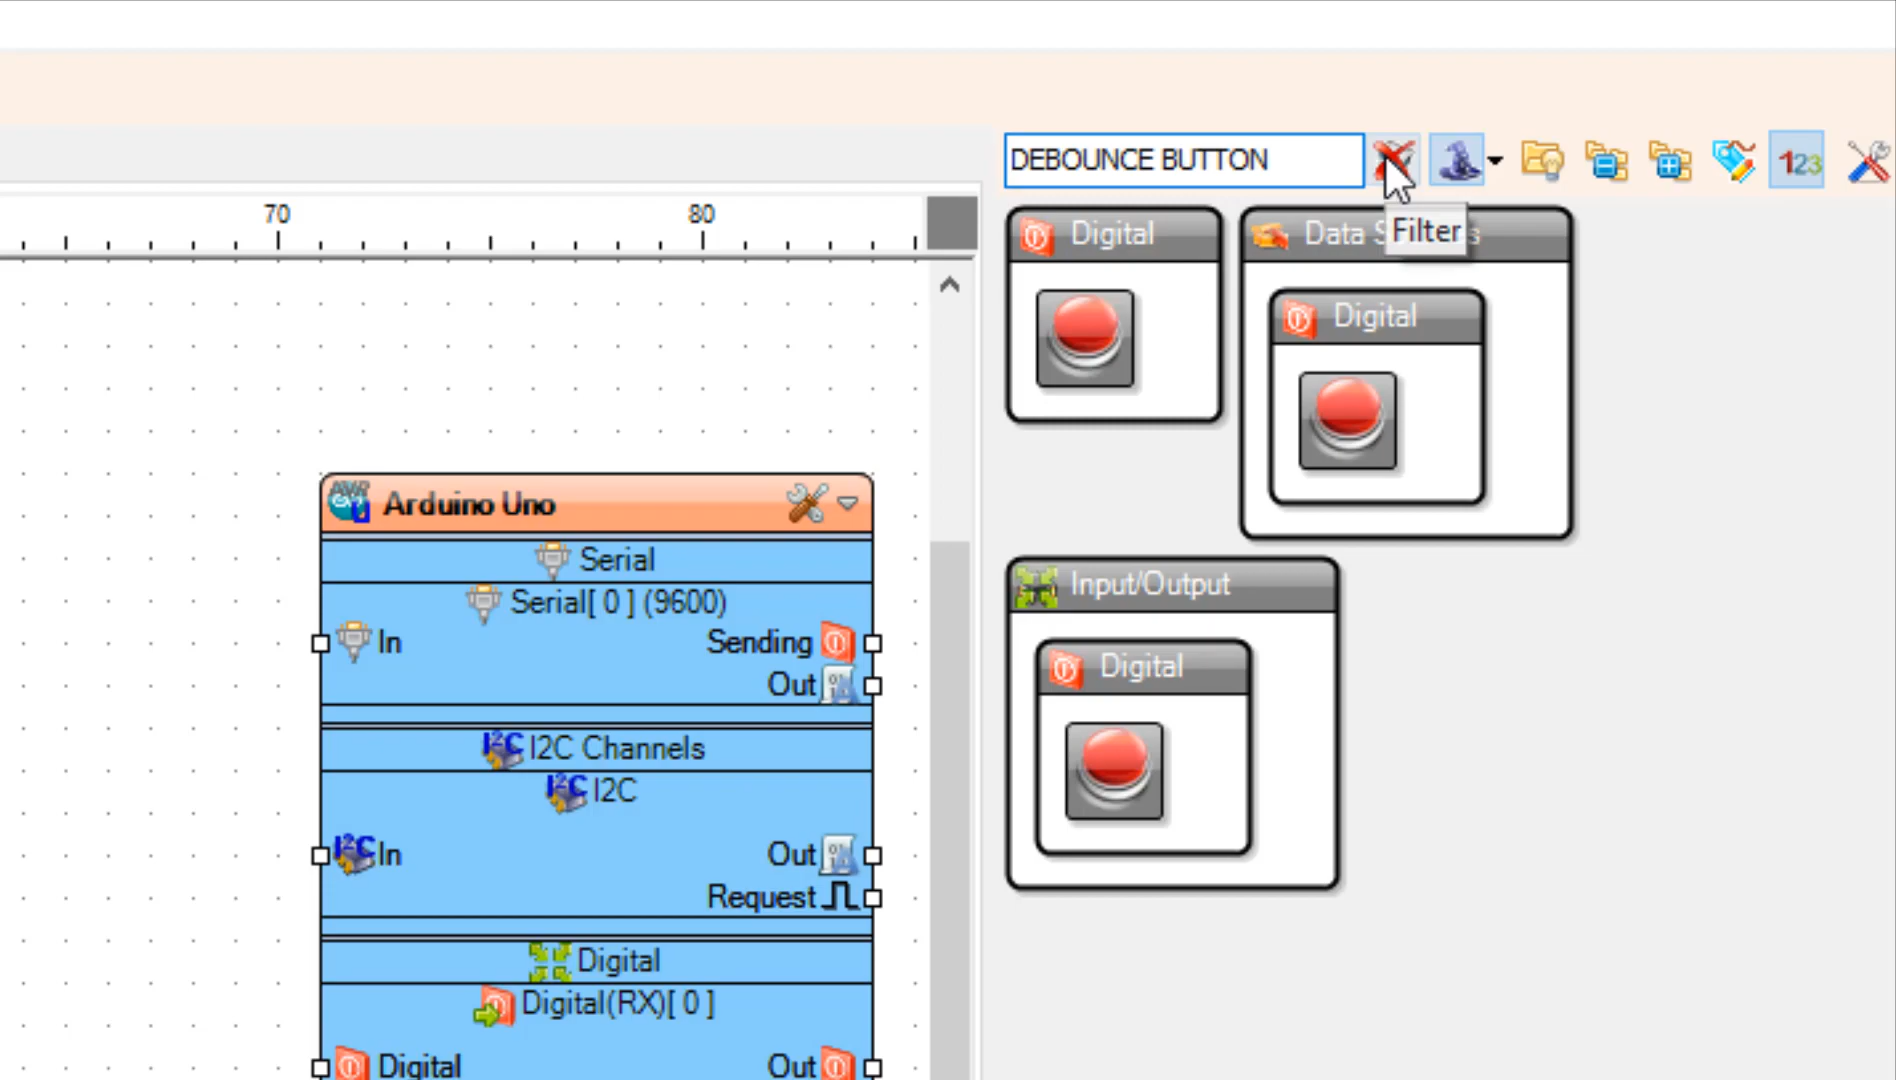 DEBOUNCE BUTTON
123
70
80
Digital
Data S
s
Filter
Digital
Arduino Uno
Serial
Serial[ 0 ] (9600)
In
Sending
Out
I2C Channels
I2C
In
Out
Request
Digital
Digital(RX)[ 0 ]
Digital
Out
Input/Output
Digital